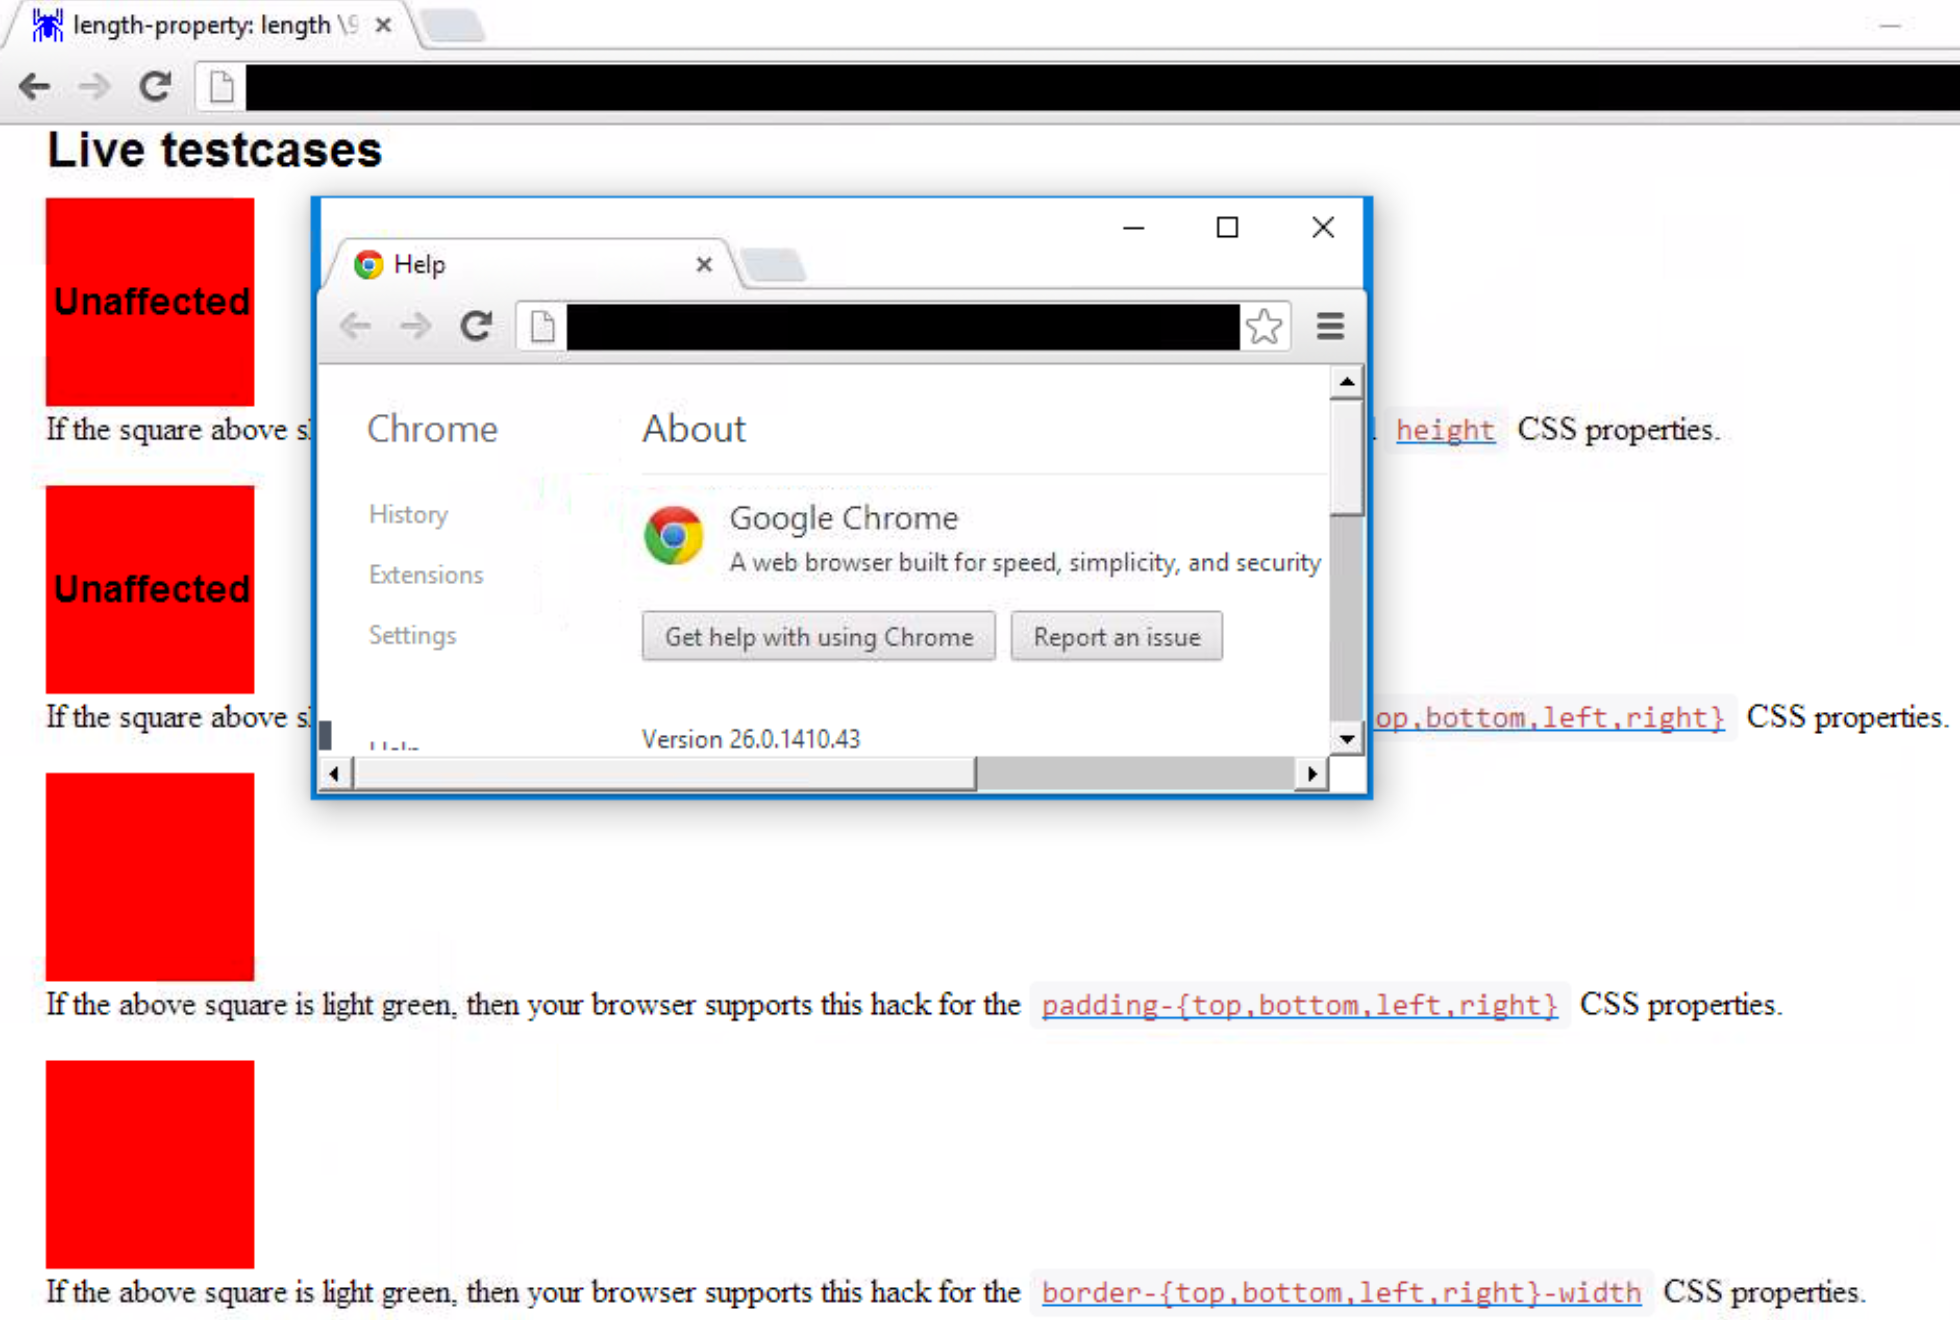 length-property: length \9
Live testcases
Unaffected
If the square above
height CSS properties.
Unaffected
If the square above
op,bottom,left,right} CSS properties.
Help
Chrome
About
History
Extensions
Settings
Google Chrome
A web browser built for speed, simplicity, and security
Get help with using Chrome
Report an issue
Version 26.0.1410.43
If the above square is light green, then your browser supports this hack for the padding-{top,bottom,left,right} CSS properties.
If the above square is light green, then your browser supports this hack for the border-{top,bottom,left,right}-width CSS properties.